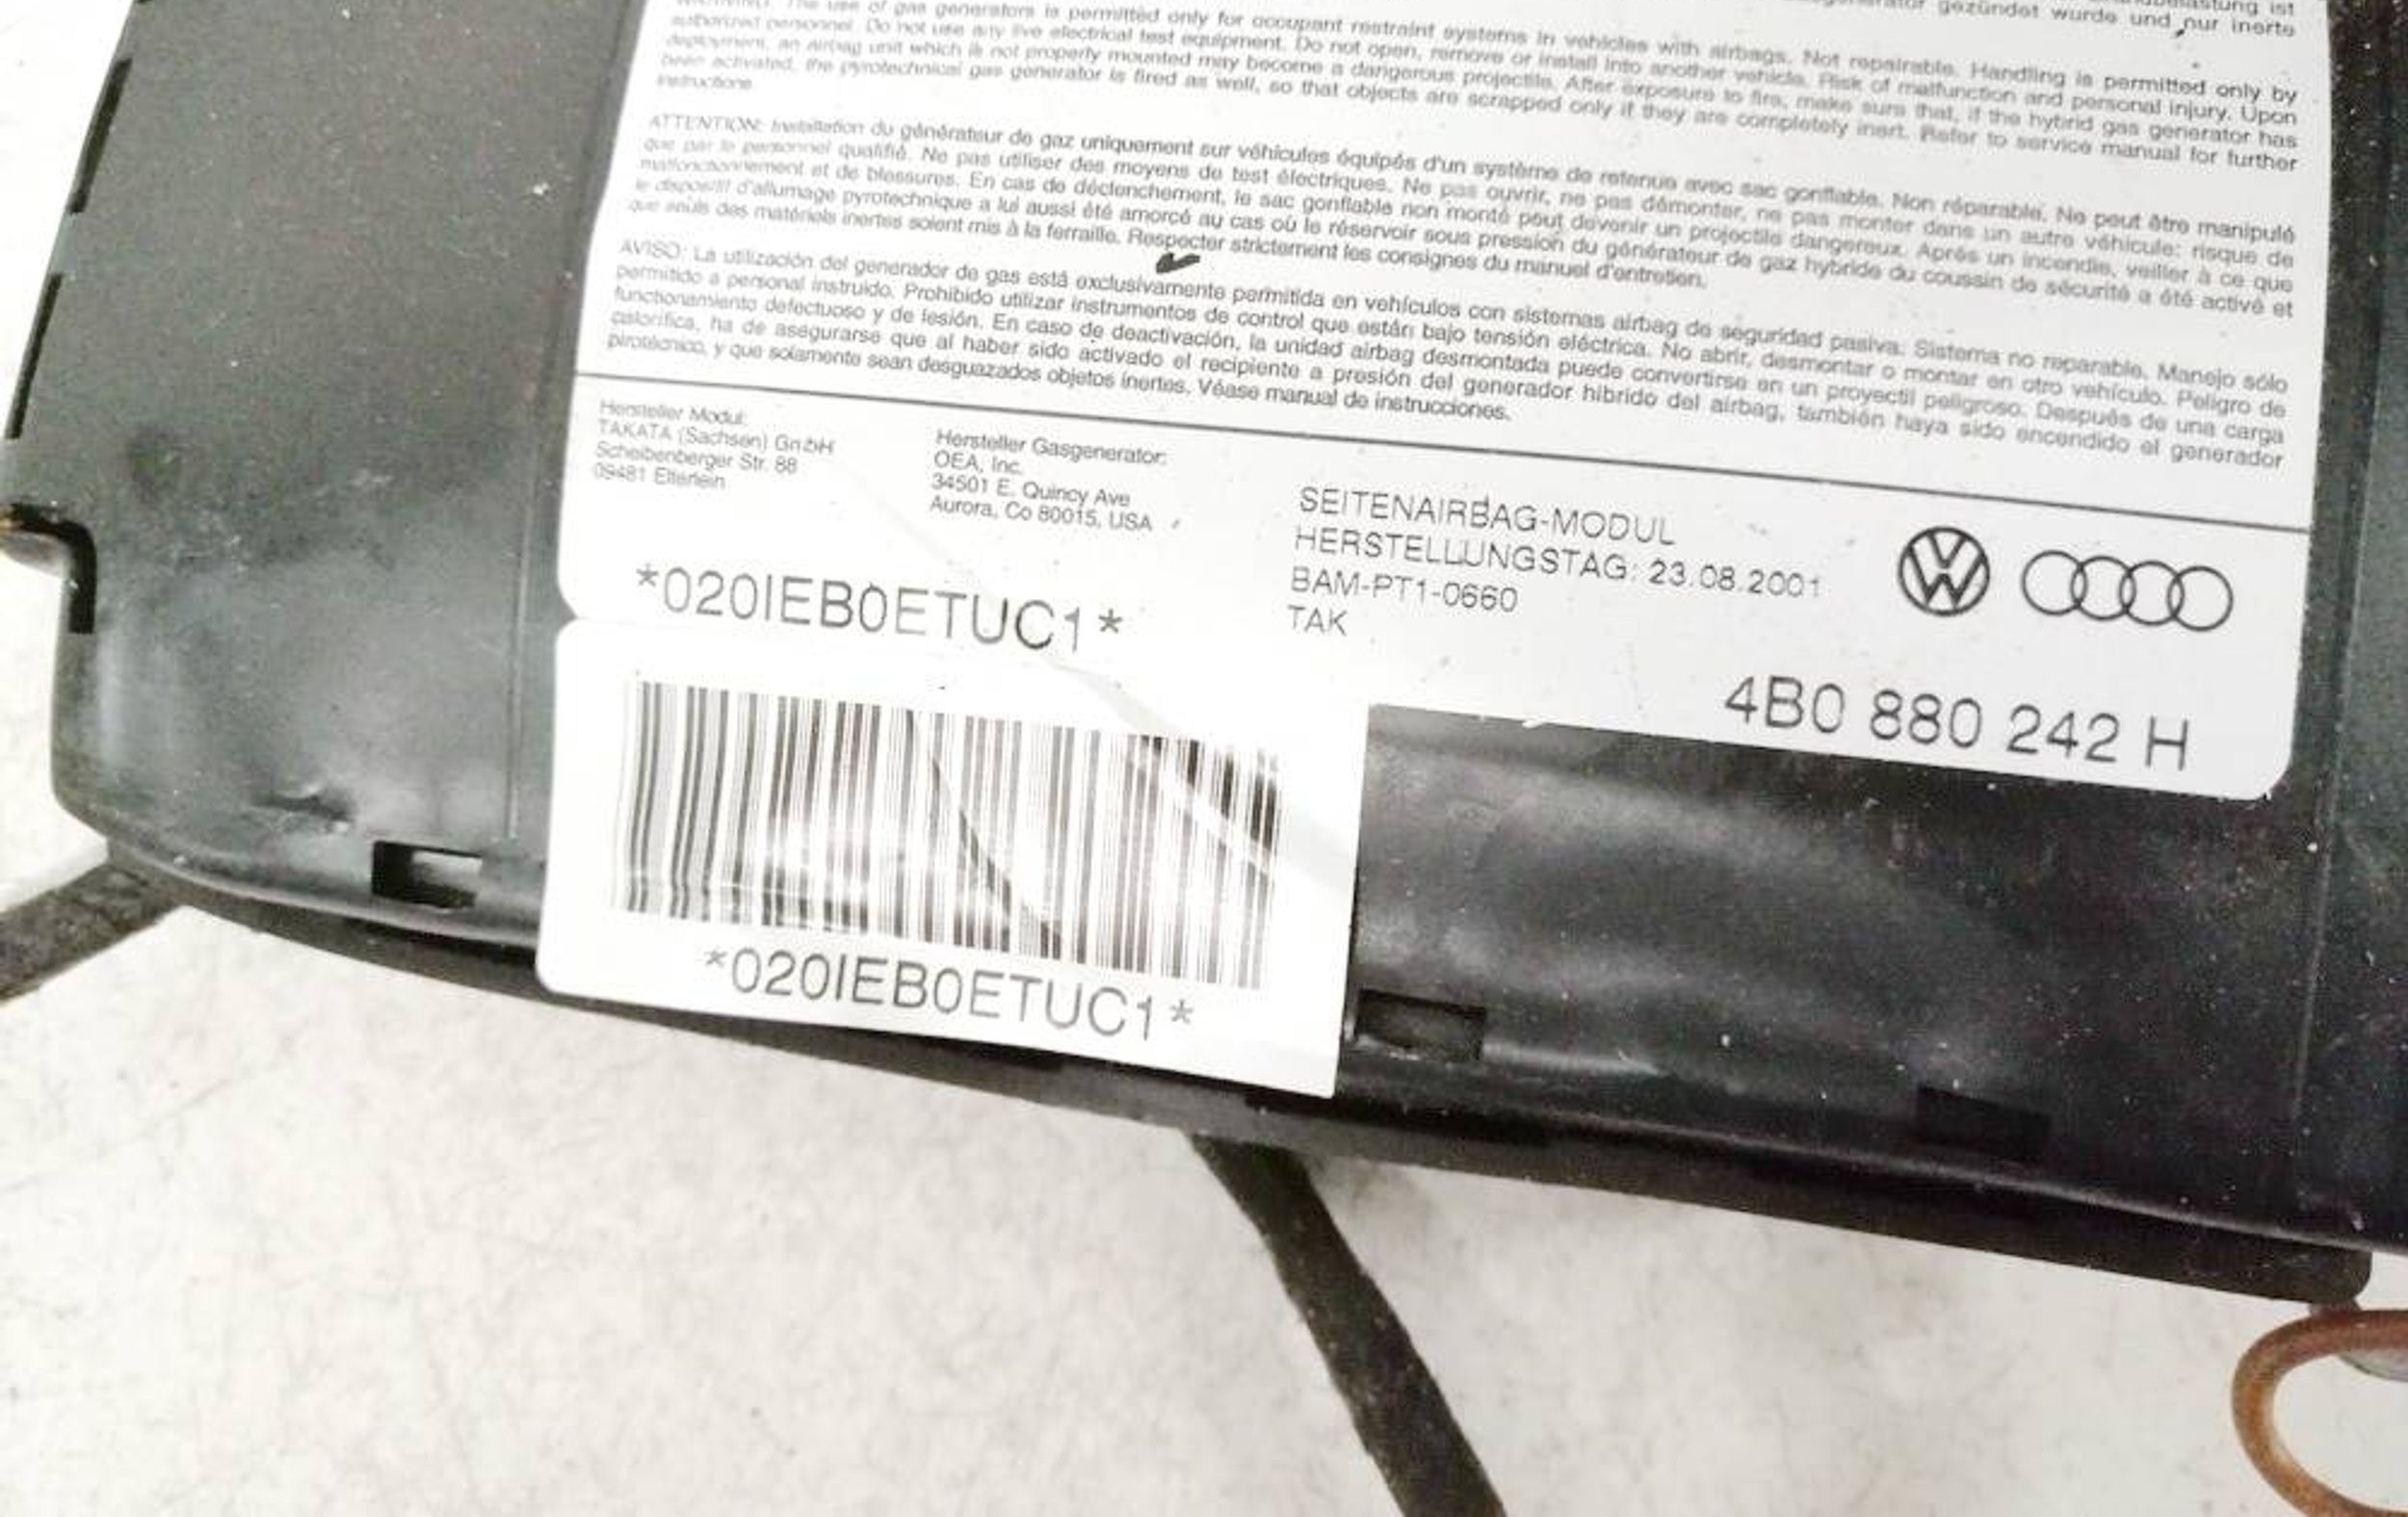 belastung ist
gezündet wurde und nur inerte
The use of gas generators is permitted only for occupant restraint systems in vehicles with airbags. Not repairable. Handling is permitted only by
authorized personnel. Do not use any live electrical test equipment. Do not open, remove or install into another vehicle. Risk of malfunction and personal injury. Upon
deployment, an airbag unit which is not properly mounted may become a dangerous projectile. After exposure to fire, make sure that, if the hybrid gas generator has
been activated, the pyrotechnical gas generator is fired as well, so that objects are scrapped only if they are completely inert. Refer to service manual for further
instructions
ATTENTION: Installation du générateur de gaz uniquement sur véhicules équipés d'un système de retenue avec sac gonflable. Non réparable. Ne peut être manipulé
que par le personnel qualifié. Ne pas utiliser des moyens de test électriques. Ne pas ouvrir, ne pas démonter, ne pas monter dans un autre véhicule: risque de
malfonctionnement et de blessures. En cas de déclenchement, le sac gonflable non monté peut devenir un projectile dangereux. Après un incendie, veiller à ce que
le dispositif d'allumage pyrotechnique a lui aussi été amorcé au cas où le réservoir sous pression du générateur de gaz hybride du coussin de sécurité a été activé et
que seuls des matériels inertes soient mis à la ferraille. Respecter strictement les consignes du manuel d'entretien.
AVISO: La utilización del generador de gas está exclusivamente permitida en vehículos con sistemas airbag de seguridad pasiva. Sistema no reparable. Manejo sólo
permitido a personal instruido. Prohibido utilizar instrumentos de control que están bajo tensión eléctrica. No abrir, desmontar o montar en otro vehículo. Peligro de
functionamiento defectuoso y de lesión. En caso de deactivación, la unidad airbag desmontada puede convertirse en un proyectil peligroso. Después de una carga
calorífica, ha de asegurarse que al haber sido activado el recipiente a presión del generador híbrido del airbag, también haya sido encendido el generador
pirotécnico, y que solamente sean desguazados objetos inertes. Véase manual de instrucciones.
Hersteller Modul:
TAKATA (Sachsen) GmbH
Scheibenberger Str. 88
09481 Elterlein
Hersteller Gasgenerator:
OEA, Inc.
34501 E. Quincy Ave
Aurora, Co 80015, USA
SEITENAIRBAG-MODUL
HERSTELLUNGSTAG: 23.08.2001
BAM-PT1-0660
TAK
*020IEB0ETUC1*
4B0 880 242 H
*020IEB0ETUC1*